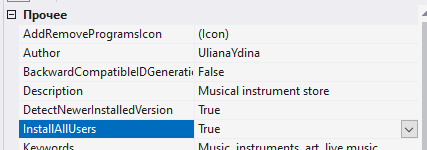 Прочее
AddRemoveProgramsIcon (Icon)
Author UlianaYdina
BackwardCompatibleIDGeneratio False
Description Musical instrument store
DetectNewerInstalledVersion True
InstallAllUsers True
Keywords Music, instruments, art, live music